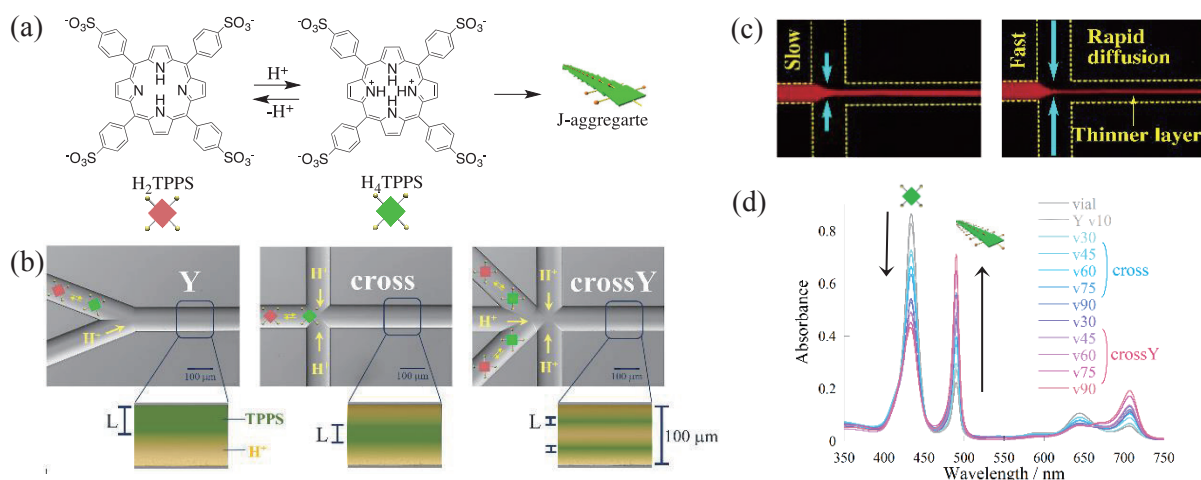 (a)
SO₃⁻
⁻O₃S
N
H
N
N
H
N
⁻O₃S
SO₃⁻
H₂TPPS
H⁺
-H⁺
SO₃⁻
⁻O₃S
N
H
NH
+
+
HN
H
N
⁻O₃S
SO₃⁻
H₄TPPS
J-aggregarte
(b)
Y
H⁺
100 μm
L
TPPS
H⁺
cross
H⁺
H⁺
100 μm
L
crossY
H⁺
H⁺
H⁺
100 μm
L
100 μm
(c)
Slow
Fast
Rapid
diffusion
Thinner layer
(d)
Absorbance
0.8
0.6
0.4
0.2
0
350 400 450 500 550 600 650 700 750
Wavelength / nm
vial
Y v10
v30
v45
v60
v75
v90
cross
v30
v45
v60
v75
v90
crossY